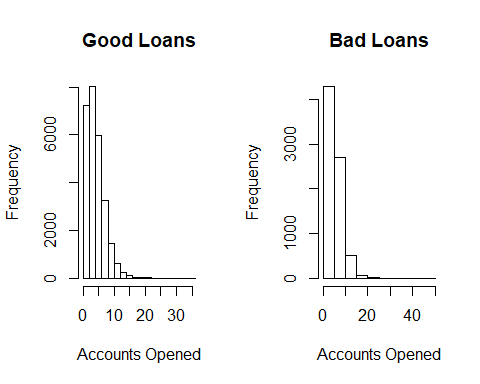 Good Loans
Frequency
6000
2000
0
0 10 20 30
Accounts Opened
Bad Loans
Frequency
3000
1000
0
0 20 40
Accounts Opened